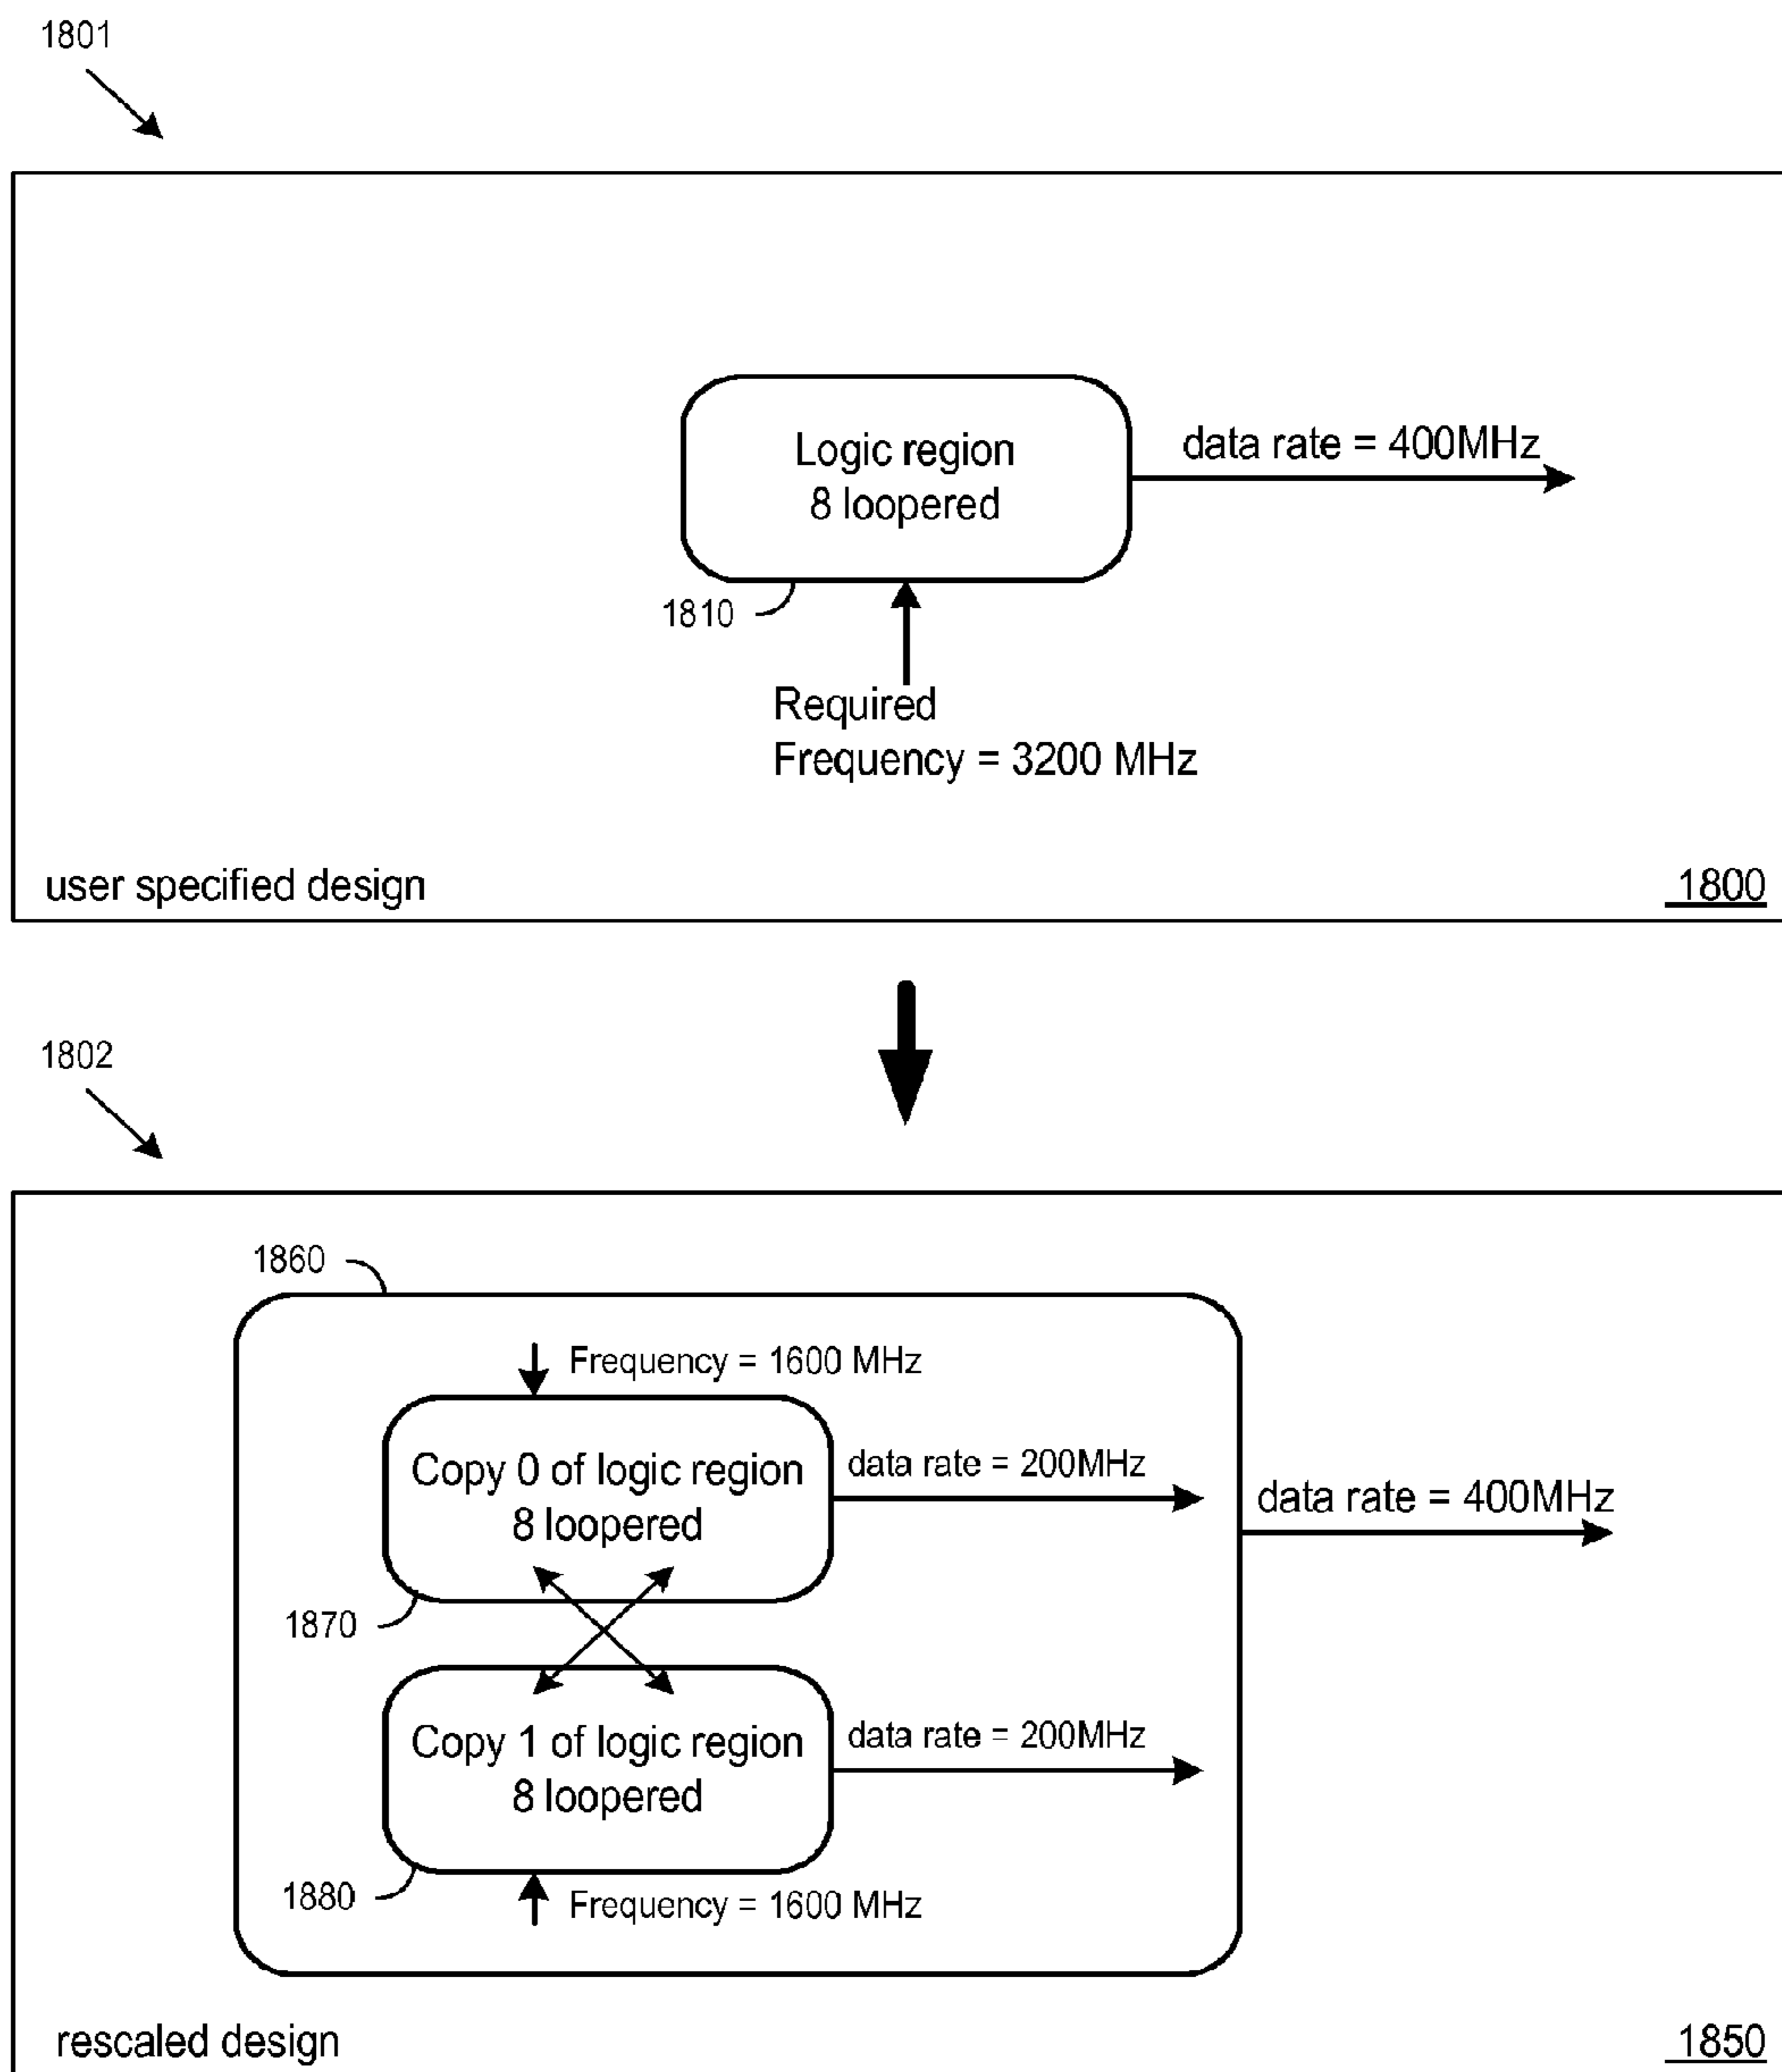 1801
Logic region
8 loopered
data rate = 400MHz
1810
Required
Frequency = 3200 MHz
user specified design
1800
1802
1860
Frequency = 1600 MHz
Copy 0 of logic region
8 loopered
data rate = 200MHz
data rate = 400MHz
1870
Copy 1 of logic region
8 loopered
data rate = 200MHz
1880
Frequency = 1600 MHz
rescaled design
1850